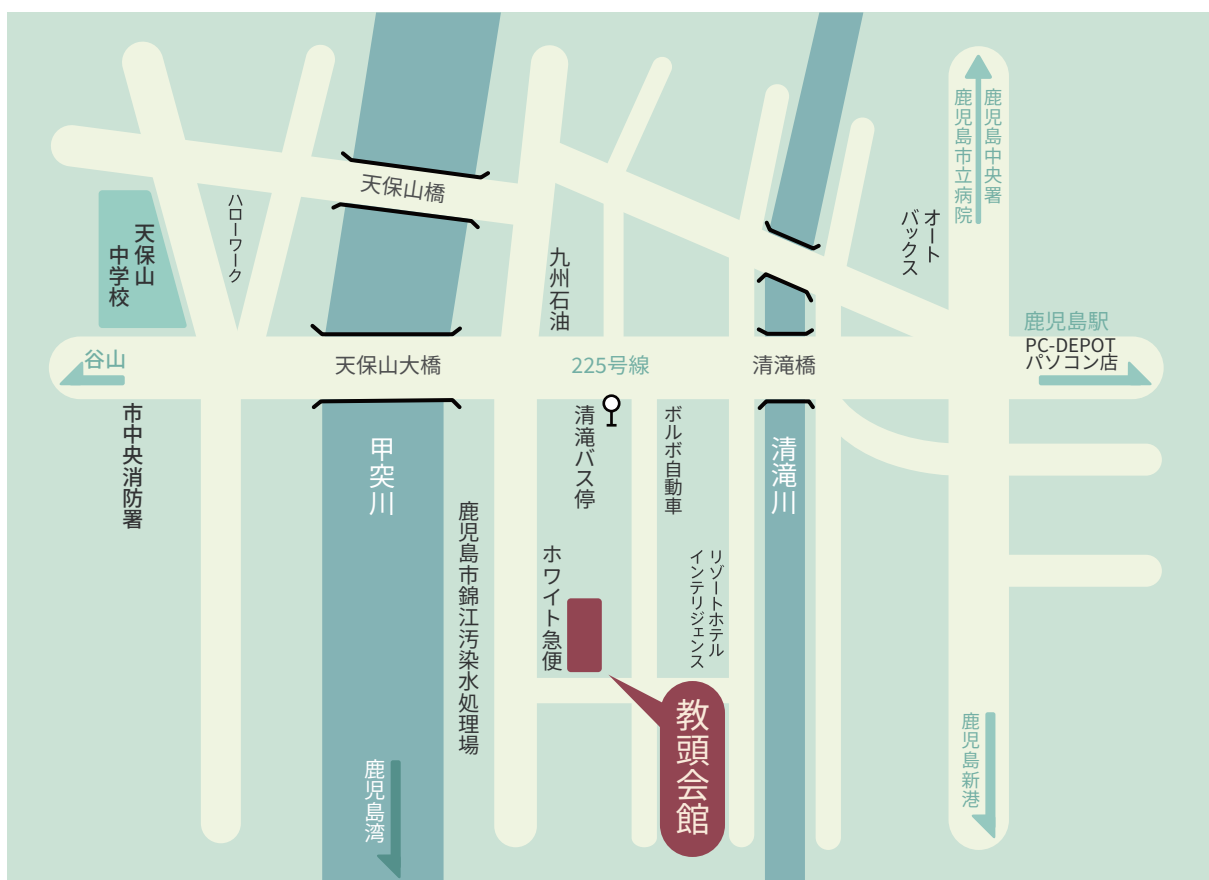 鹿児島中央署
鹿児島市立病院
天保山橋
ハローワーク
天保山
中学校
オート
バックス
九州石油
鹿児島駅
PC-DEPOT
パソコン店
谷山
天保山大橋
225号線
清滝橋
市中央消防署
清滝バス停
ボルボ自動車
甲突川
清滝川
鹿児島市錦江汚染水処理場
ホワイト急便
リゾートホテル
インテリジェンス
教頭会館
鹿児島新港
鹿児島湾